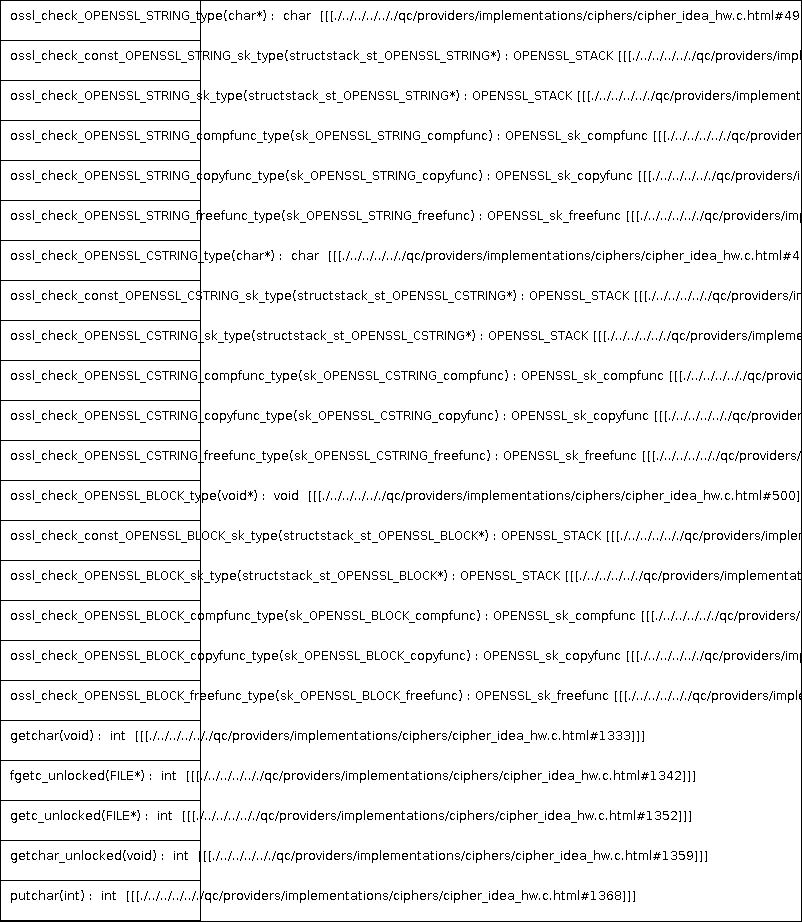 ossl_check_OPENSSL_STRING_type(char*) : char [[[./../../../../qc/providers/implementations/ciphers/cipher_idea_hw.c.html#49
ossl_check_const_OPENSSL_STRING_sk_type(structstack_st_OPENSSL_STRING*) : OPENSSL_STACK [[[./../../../../qc/providers/impl
ossl_check_OPENSSL_STRING_sk_type(structstack_st_OPENSSL_STRING*) : OPENSSL_STACK [[[./../../../../qc/providers/implement
ossl_check_OPENSSL_STRING_compfunc_type(sk_OPENSSL_STRING_compfunc) : OPENSSL_sk_compfunc [[[./../../../../qc/provider
ossl_check_OPENSSL_STRING_copyfunc_type(sk_OPENSSL_STRING_copyfunc) : OPENSSL_sk_copyfunc [[[./../../../../qc/providers/i
ossl_check_OPENSSL_STRING_freefunc_type(sk_OPENSSL_STRING_freefunc) : OPENSSL_sk_freefunc [[[./../../../../qc/providers/im
ossl_check_OPENSSL_CSTRING_type(char*) : char [[[./../../../../qc/providers/implementations/ciphers/cipher_idea_hw.c.html#4
ossl_check_const_OPENSSL_CSTRING_sk_type(structstack_st_OPENSSL_CSTRING*) : OPENSSL_STACK [[[./../../../../qc/providers/i
ossl_check_OPENSSL_CSTRING_sk_type(structstack_st_OPENSSL_CSTRING*) : OPENSSL_STACK [[[./../../../../qc/providers/impleme
ossl_check_OPENSSL_CSTRING_compfunc_type(sk_OPENSSL_CSTRING_compfunc) : OPENSSL_sk_compfunc [[[./../../../../qc/provid
ossl_check_OPENSSL_CSTRING_copyfunc_type(sk_OPENSSL_CSTRING_copyfunc) : OPENSSL_sk_copyfunc [[[./../../../../qc/provider
ossl_check_OPENSSL_CSTRING_freefunc_type(sk_OPENSSL_CSTRING_freefunc) : OPENSSL_sk_freefunc [[[./../../../../qc/providers/
ossl_check_OPENSSL_BLOCK_type(void*) : void [[[./../../../../qc/providers/implementations/ciphers/cipher_idea_hw.c.html#500]
ossl_check_const_OPENSSL_BLOCK_sk_type(structstack_st_OPENSSL_BLOCK*) : OPENSSL_STACK [[[./../../../../qc/providers/imple
ossl_check_OPENSSL_BLOCK_sk_type(structstack_st_OPENSSL_BLOCK*) : OPENSSL_STACK [[[./../../../../qc/providers/implementat
ossl_check_OPENSSL_BLOCK_compfunc_type(sk_OPENSSL_BLOCK_compfunc) : OPENSSL_sk_compfunc [[[./../../../../qc/providers/
ossl_check_OPENSSL_BLOCK_copyfunc_type(sk_OPENSSL_BLOCK_copyfunc) : OPENSSL_sk_copyfunc [[[./../../../../qc/providers/im
ossl_check_OPENSSL_BLOCK_freefunc_type(sk_OPENSSL_BLOCK_freefunc) : OPENSSL_sk_freefunc [[[./../../../../qc/providers/imple
getchar(void) : int [[[./../../../../qc/providers/implementations/ciphers/cipher_idea_hw.c.html#1333]]]
fgetc_unlocked(FILE*) : int [[[./../../../../qc/providers/implementations/ciphers/cipher_idea_hw.c.html#1342]]]
getc_unlocked(FILE*) : int [[[./../../../../qc/providers/implementations/ciphers/cipher_idea_hw.c.html#1352]]]
getchar_unlocked(void) : int [[[./../../../../qc/providers/implementations/ciphers/cipher_idea_hw.c.html#1359]]]
putchar(int) : int [[[./../../../../qc/providers/implementations/ciphers/cipher_idea_hw.c.html#1368]]]